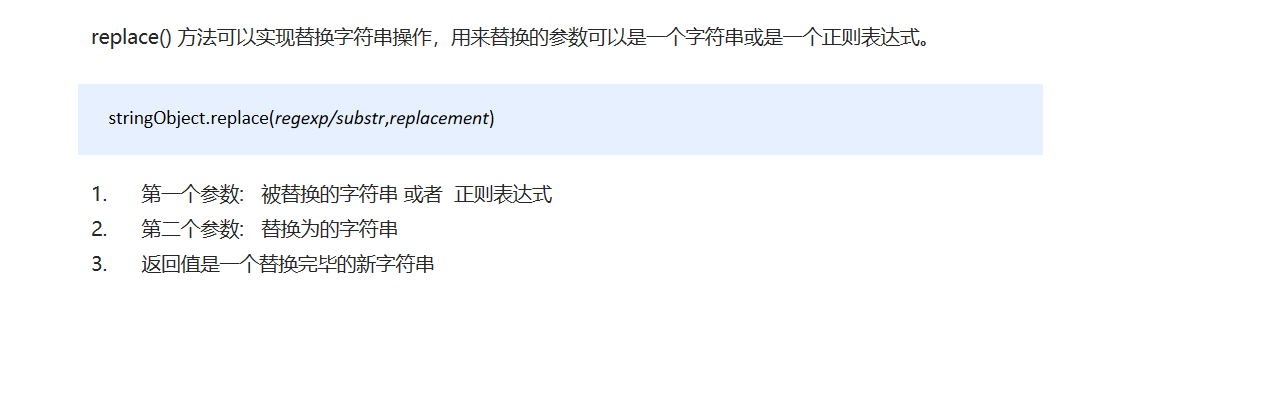 replace() 方法可以实现替换字符串操作，用来替换的参数可以是一个字符串或是一个正则表达式。
stringObject.replace(regexp/substr,replacement)
1. 第一个参数: 被替换的字符串 或者 正则表达式
2. 第二个参数: 替换为的字符串
3. 返回值是一个替换完毕的新字符串